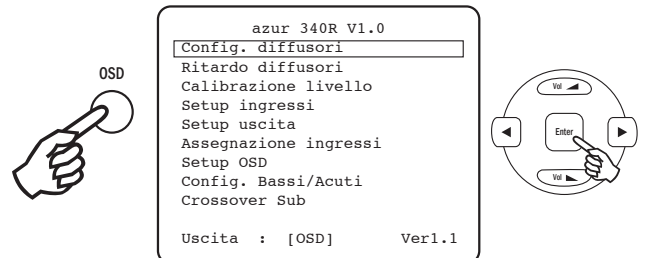 OSD
azur 340R V1.0
Config. diffusori
Ritardo diffusori
Calibrazione livello
Setup ingressi
Setup uscita
Assegnazione ingressi
Setup OSD
Config. Bassi/Acuti
Crossover Sub
Uscita : [OSD] Ver1.1
Vol
Enter
Vol